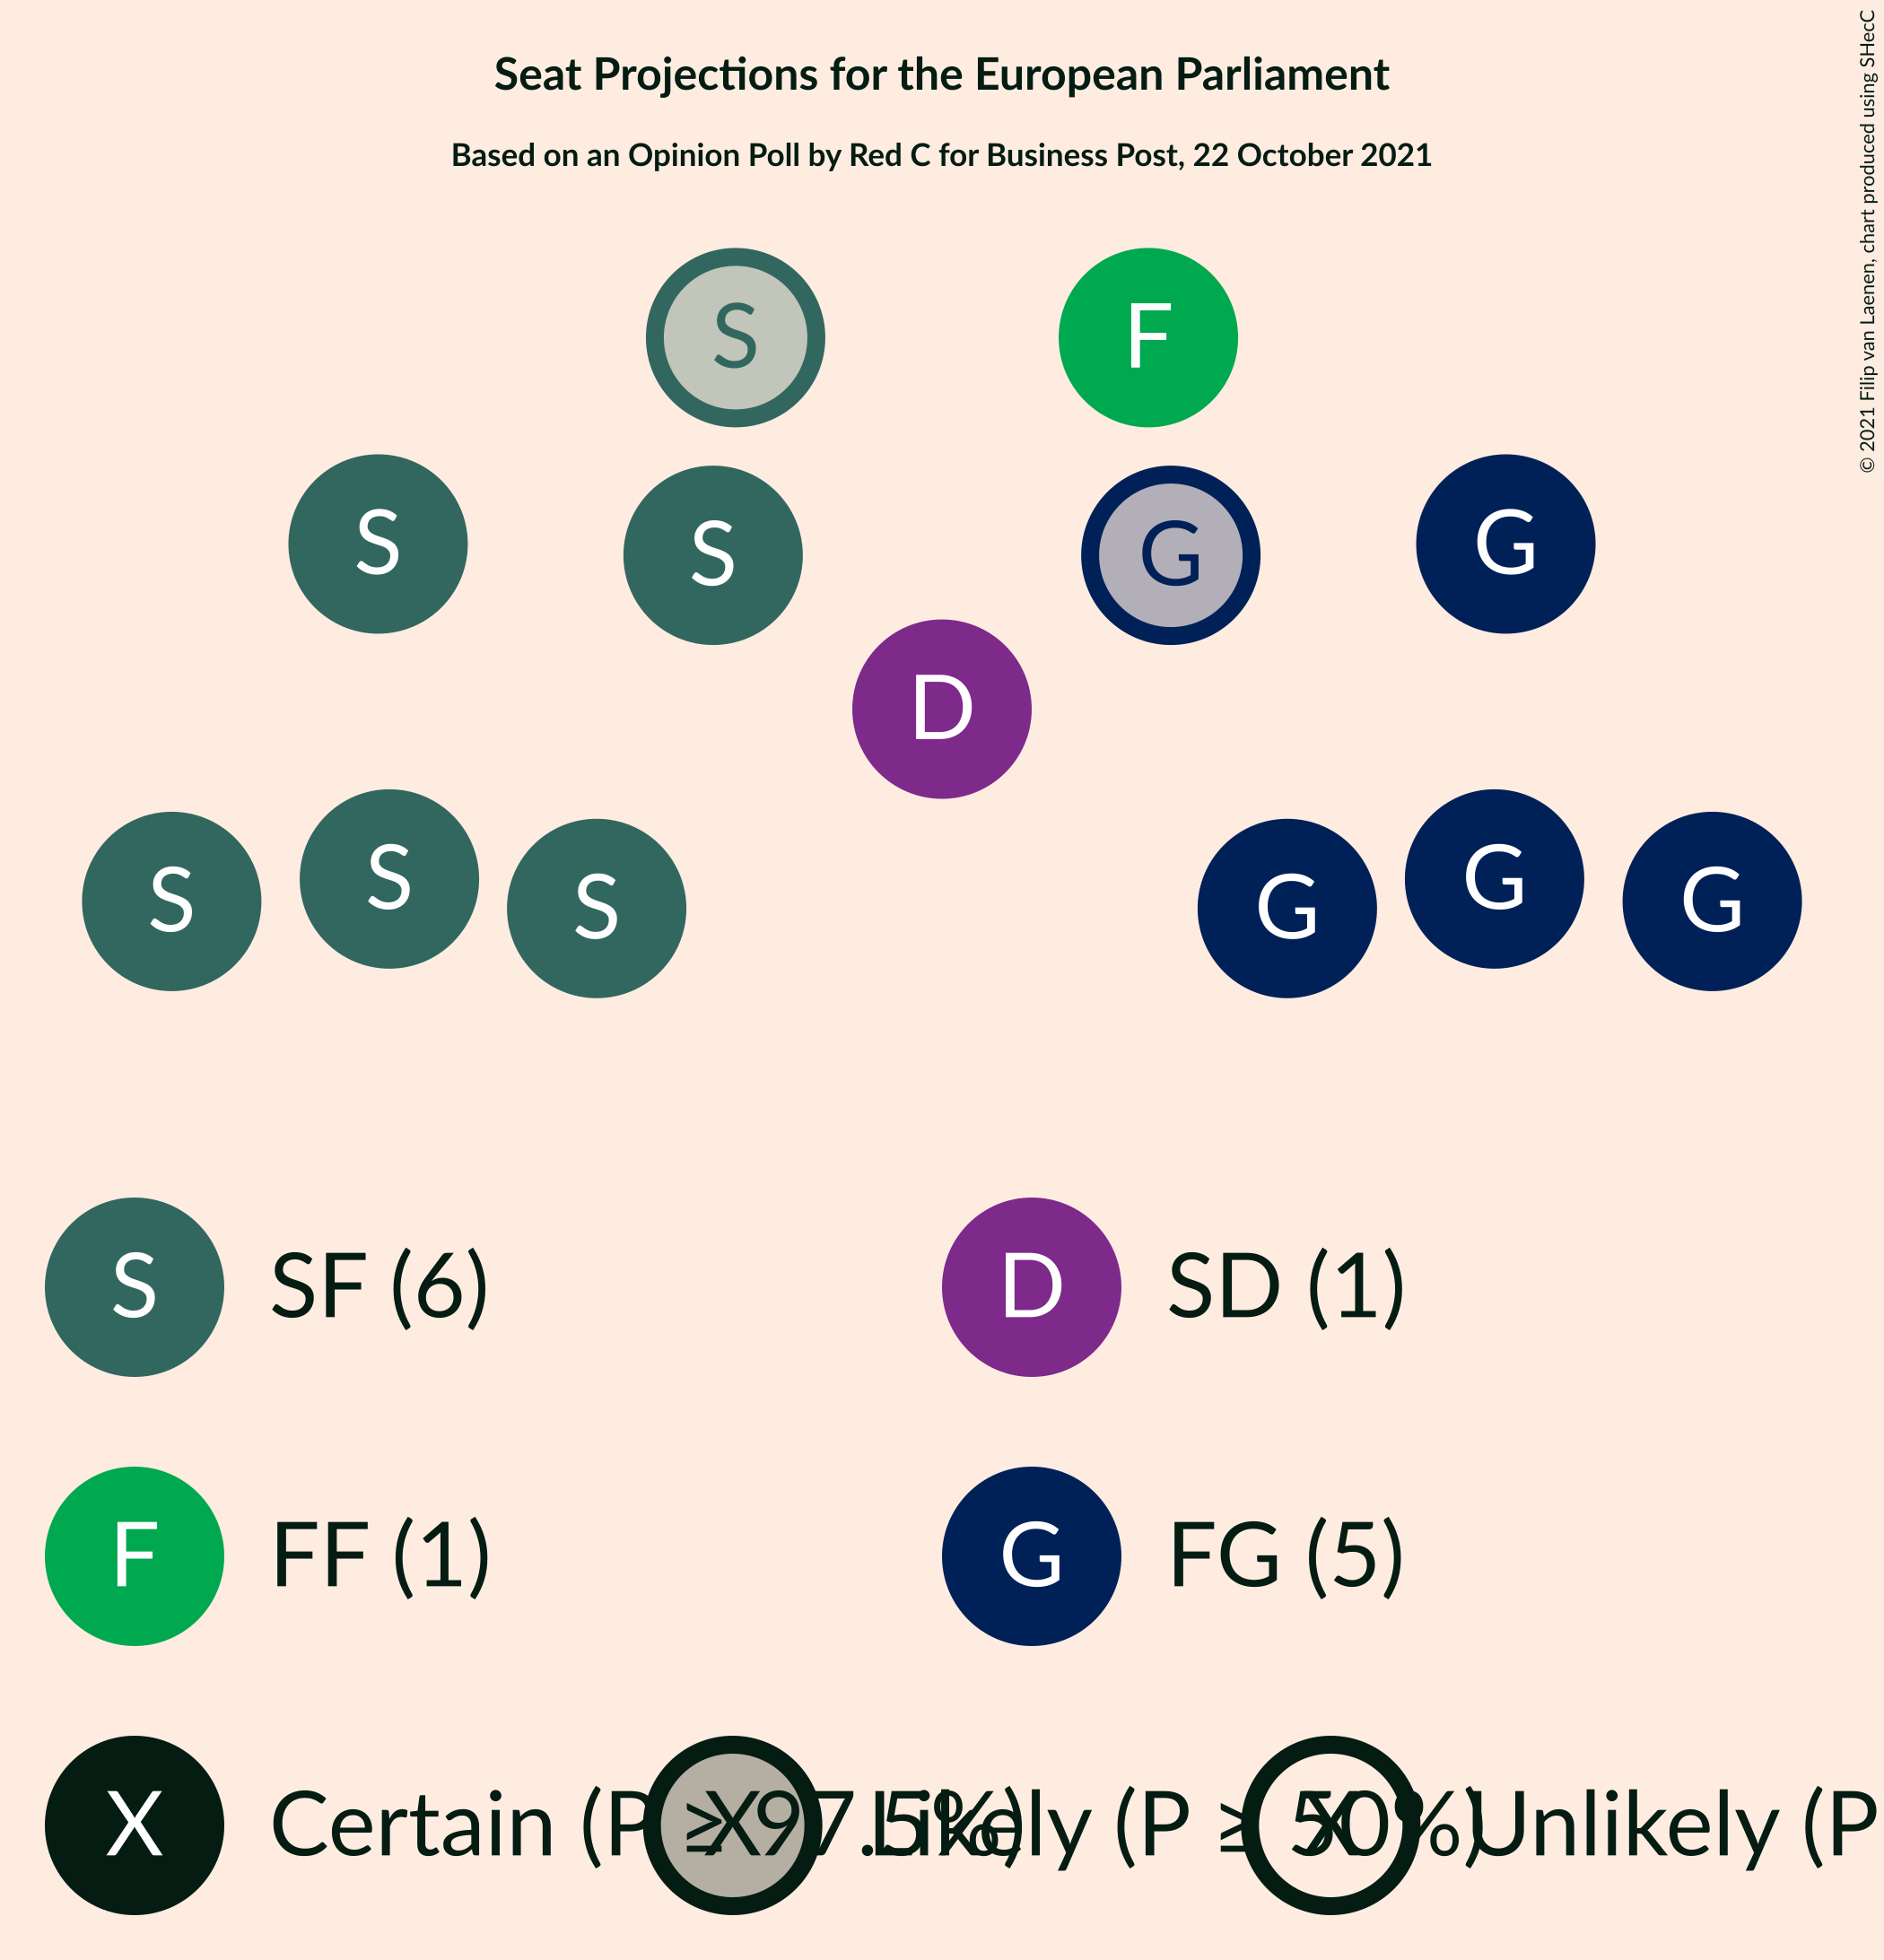 Seat Projections for the European Parliament
Based on an Opinion Poll by Red C for Business Post, 22 October 2021
© 2021 Filip van Laenen, chart produced using SHecC
S F
S S G G
D
S S S G G G
S SF (6) D SD (1)
F FF (1) G FG (5)
X Certain (P ≥ 97.5%) X Likely (P ≥ 50%) X Unlikely (P